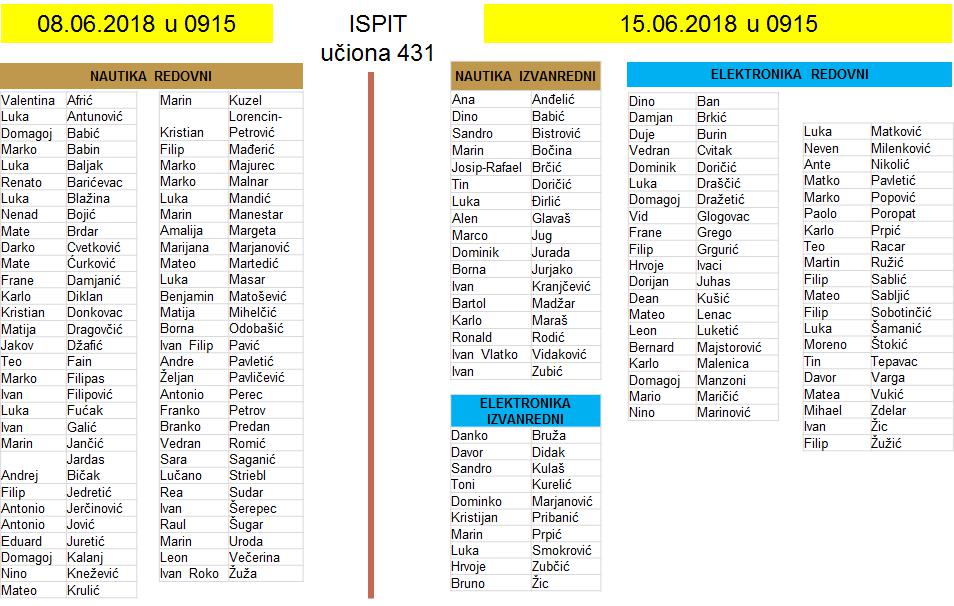 08.06.2018 u 0915
ISPIT
učiona 431
15.06.2018 u 0915
NAUTIKA REDOVNI
Valentina Afrić
Luka Antunović
Domagoj Babić
Marko Babin
Luka Baljak
Renato Barićevac
Luka Blažina
Nenad Bojić
Mate Brdar
Darko Cvetković
Mate Ćurković
Frane Damjanić
Karlo Diklan
Kristian Donkovac
Matija Dragovčić
Jakov Džafić
Teo Fain
Marko Filipas
Ivan Filipović
Luka Fućak
Ivan Galić
Marin Jančić
Jardas
Andrej Bičak
Filip Jedretić
Antonio Jerčinović
Antonio Jović
Eduard Juretić
Domagoj Kalanj
Nino Knežević
Mateo Krulić
Marin Kuzel
Lorencin-
Kristian Petrović
Filip Mađerić
Marko Majurec
Marko Malnar
Luka Mandić
Marin Manestar
Amalija Margeta
Marijana Marjanović
Mateo Martedić
Luka Masar
Benjamin Matošević
Matija Mihelčić
Borna Odobašić
Ivan Filip Pavić
Andre Pavletić
Željan Pavličević
Antonio Perec
Franko Petrov
Branko Predan
Vedran Romić
Sara Saganić
Lučano Striebl
Rea Sudar
Ivan Šerepec
Raul Šugar
Marin Uroda
Leon Večerina
Ivan Roko Žuža
NAUTIKA IZVANREDNI
Ana Anđelić
Dino Babić
Sandro Bistrović
Marin Bočina
Josip-Rafael Brčić
Tin Doričić
Luka Đirlić
Alen Glavaš
Marco Jug
Dominik Jurada
Borna Jurjako
Ivan Kranjčević
Bartol Madžar
Karlo Maraš
Ronald Rodić
Ivan Vlatko Vidaković
Ivan Zubić
ELEKTRONIKA
IZVANREDNI
Danko Bruža
Davor Didak
Sandro Kulaš
Toni Kurelić
Dominko Marjanović
Kristijan Pribanić
Marin Prpić
Luka Smokrović
Hrvoje Zubčić
Bruno Žic
ELEKTRONIKA REDOVNI
Dino Ban
Damjan Brkić
Duje Burin
Vedran Cvitak
Dominik Doričić
Luka Draščić
Domagoj Dražetić
Vid Glogovac
Frane Grego
Filip Grgurić
Hrvoje Ivaci
Dorijan Juhas
Dean Kušić
Mateo Lenac
Leon Luketić
Bernard Majstorović
Karlo Malenica
Domagoj Manzoni
Mario Maričić
Nino Marinović
Luka Matković
Neven Milenković
Ante Nikolić
Matko Pavletić
Marko Popović
Paolo Poropat
Karlo Prpić
Teo Racar
Martin Ružić
Filip Sablić
Mateo Sabljić
Filip Sobotinčić
Luka Šamanić
Moreno Štokić
Tin Tepavac
Davor Varga
Matea Vukić
Mihael Zdelar
Ivan Žic
Filip Žužić